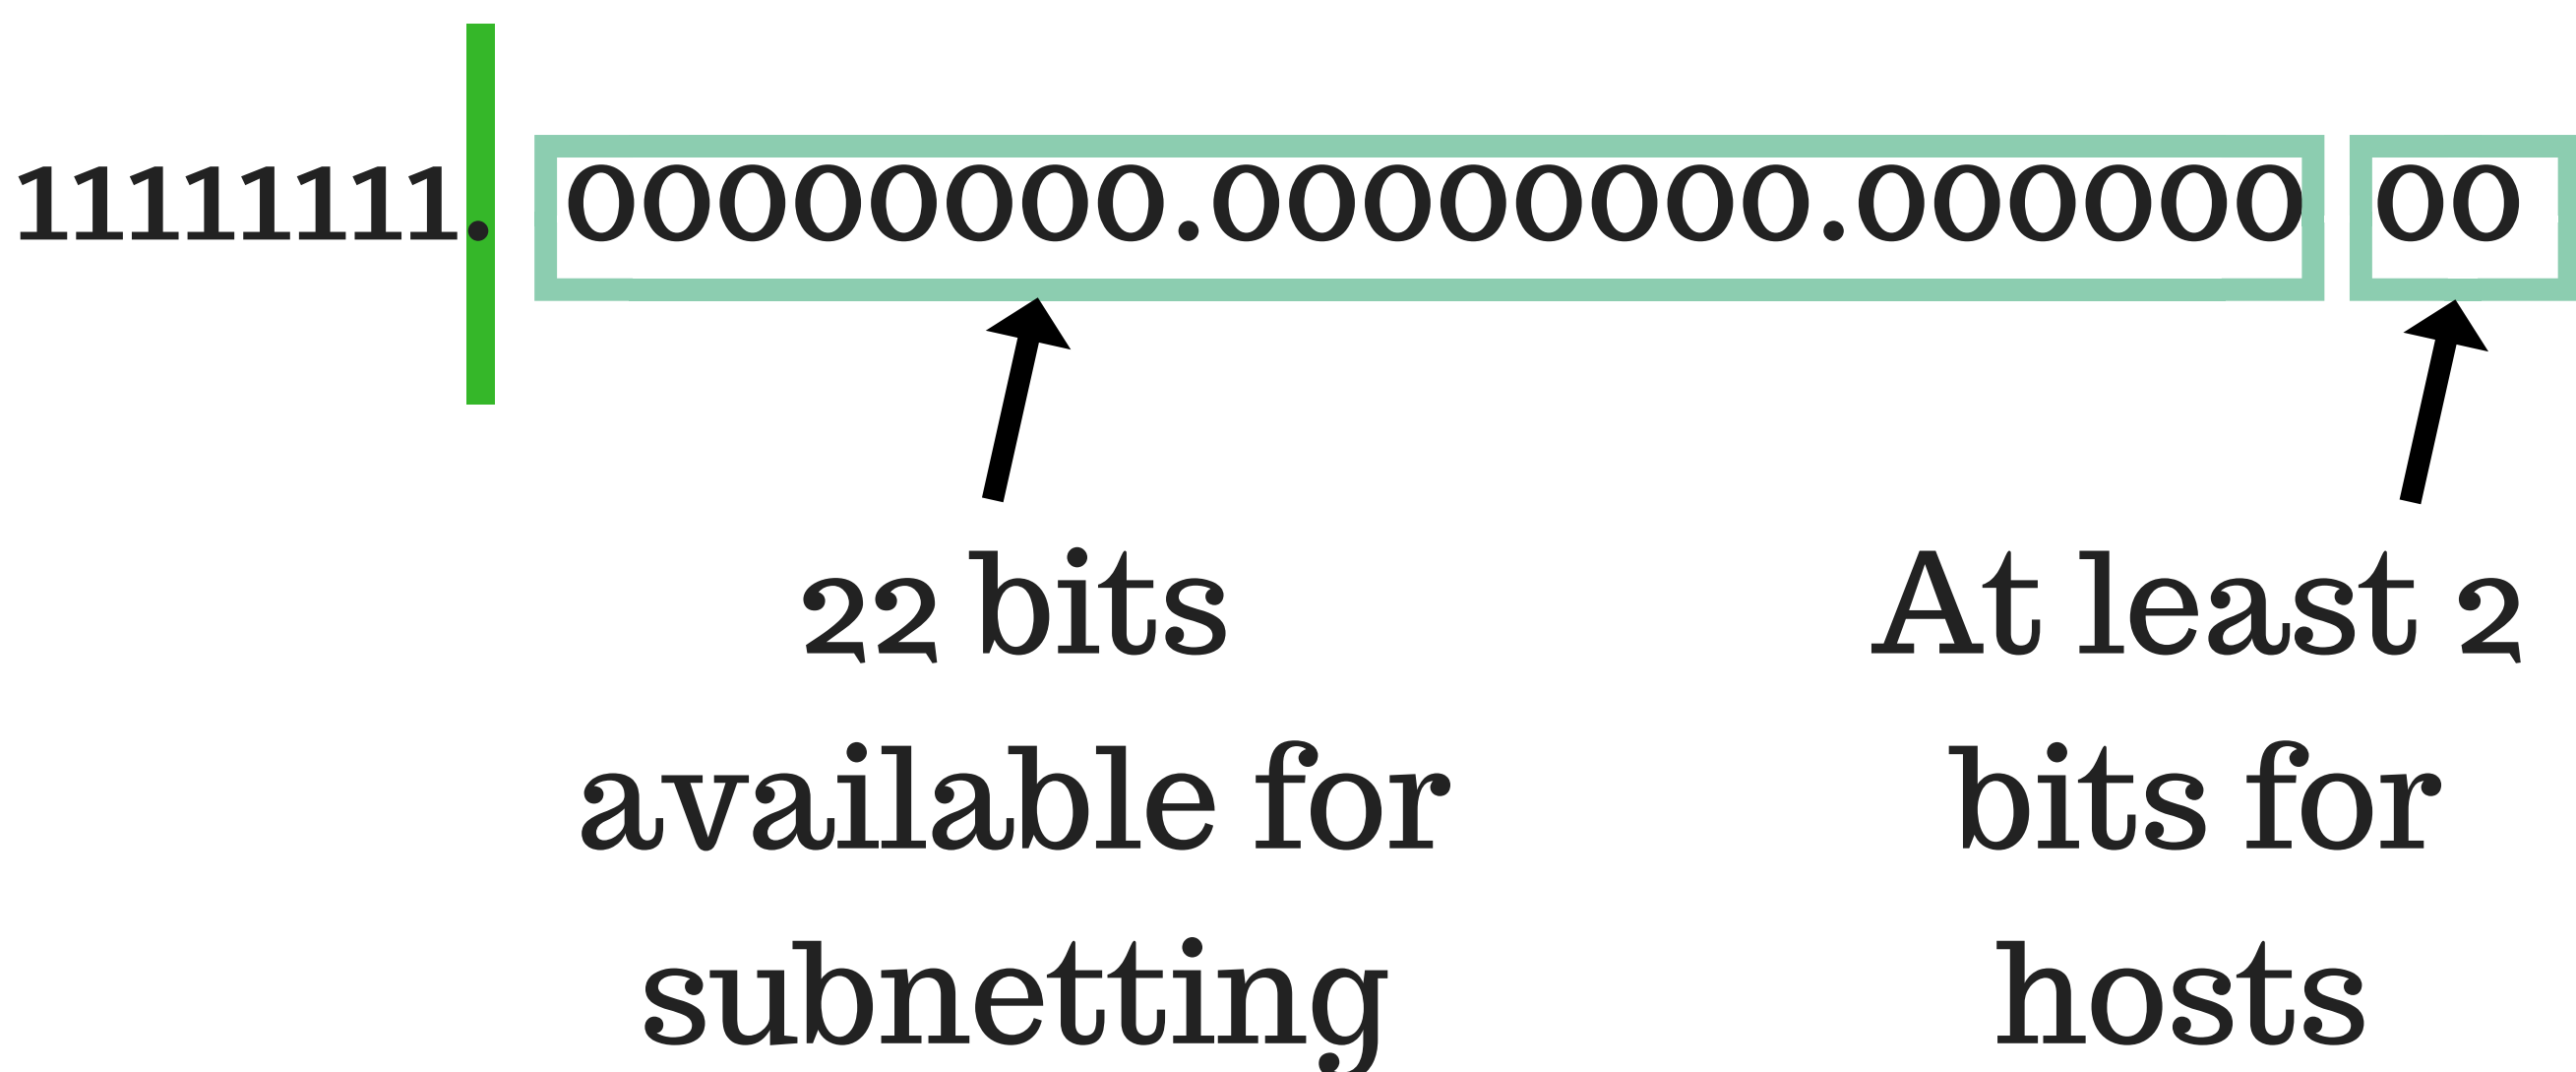 11111111.00000000.00000000.000000 00
22 bits
available for
subnetting
At least 2
bits for
hosts